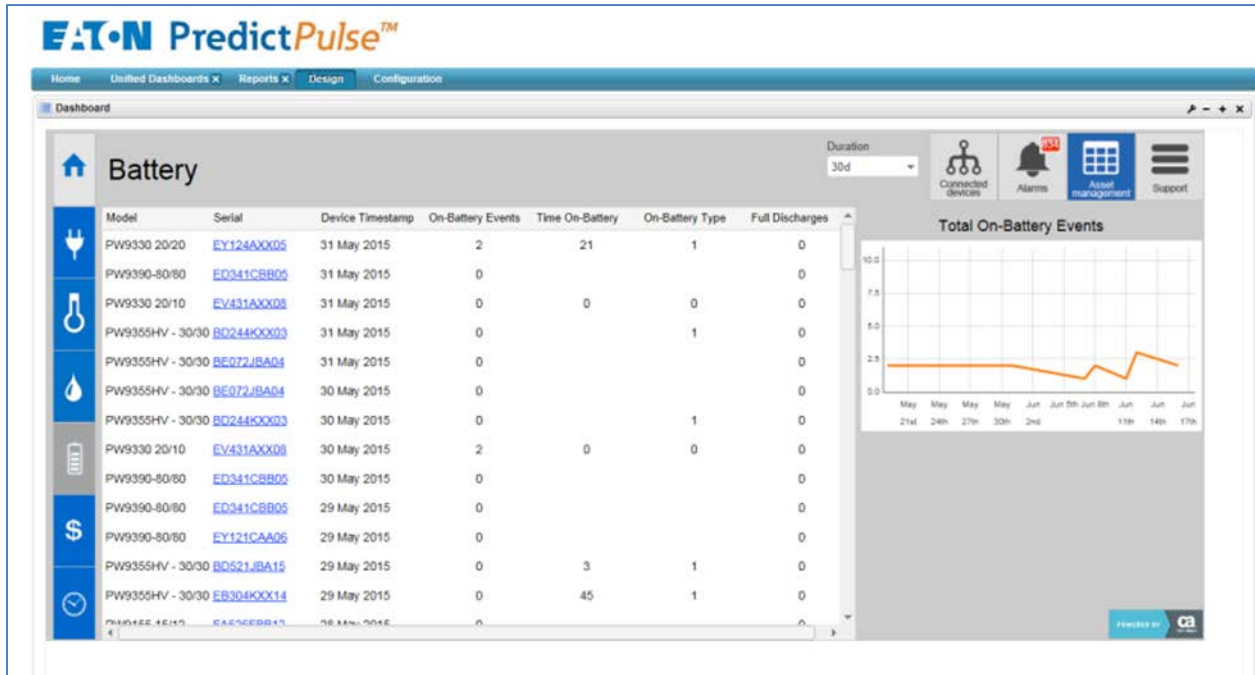 EATON PredictPulse™
Home Unified Dashboards x Reports x Design Configuration
Dashboard
Battery
Duration
30d
Connected devices
Alarms
Asset management
Support
Model Serial Device Timestamp On-Battery Events Time On-Battery On-Battery Type Full Discharges
PW9330 20/20 EY124AXX05 31 May 2015 2 21 1 0
PW9390-80/80 ED341CBB05 31 May 2015 0 0
PW9330 20/10 EV431AXX08 31 May 2015 0 0 0 0
PW9355HV - 30/30 BD244KXX03 31 May 2015 0 1 0
PW9355HV - 30/30 BE072JBA04 31 May 2015 0 0
PW9355HV - 30/30 BE072JBA04 30 May 2015 0 0
PW9355HV - 30/30 BD244KXX03 30 May 2015 0 1 0
PW9330 20/10 EV431AXX08 30 May 2015 2 0 0 0
PW9390-80/80 ED341CBB05 30 May 2015 0 0
PW9390-80/80 ED341CBB05 29 May 2015 0 0
PW9390-80/80 EY121CAA06 29 May 2015 0 0
PW9355HV - 30/30 BD521JBA15 29 May 2015 0 3 1 0
PW9355HV - 30/30 EB304KXX14 29 May 2015 0 45 1 0
28 May 2015
Total On-Battery Events
10.0
7.5
5.0
2.5
0.0
May May May May Jun Jun 5th Jun 8th Jun Jun Jun
21st 24th 27th 30th 2nd 11th 14th 17th
POWERED BY ca